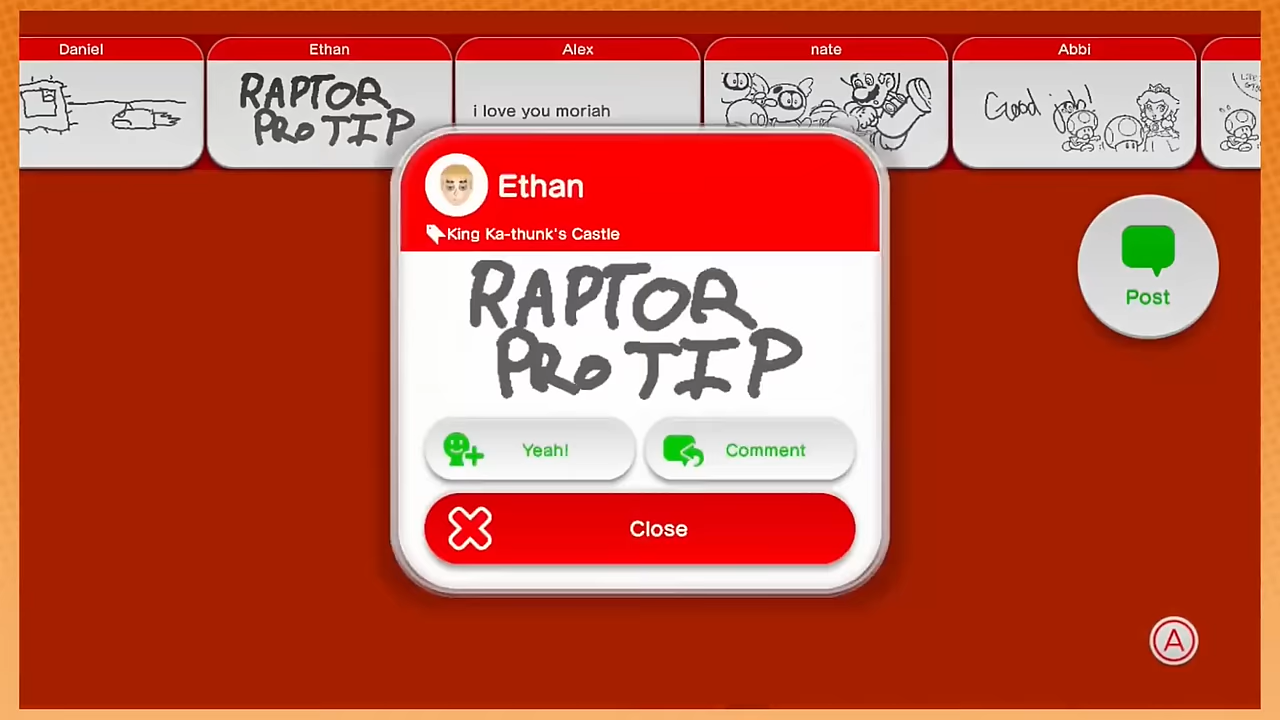 Daniel
Ethan
Alex
nate
Abbi
RAPTOR
PRO TIP
i love you moriah
Good job!
Ethan
King Ka-thunk's Castle
RAPTOR
PRO TIP
Yeah!
Comment
Close
Post
A